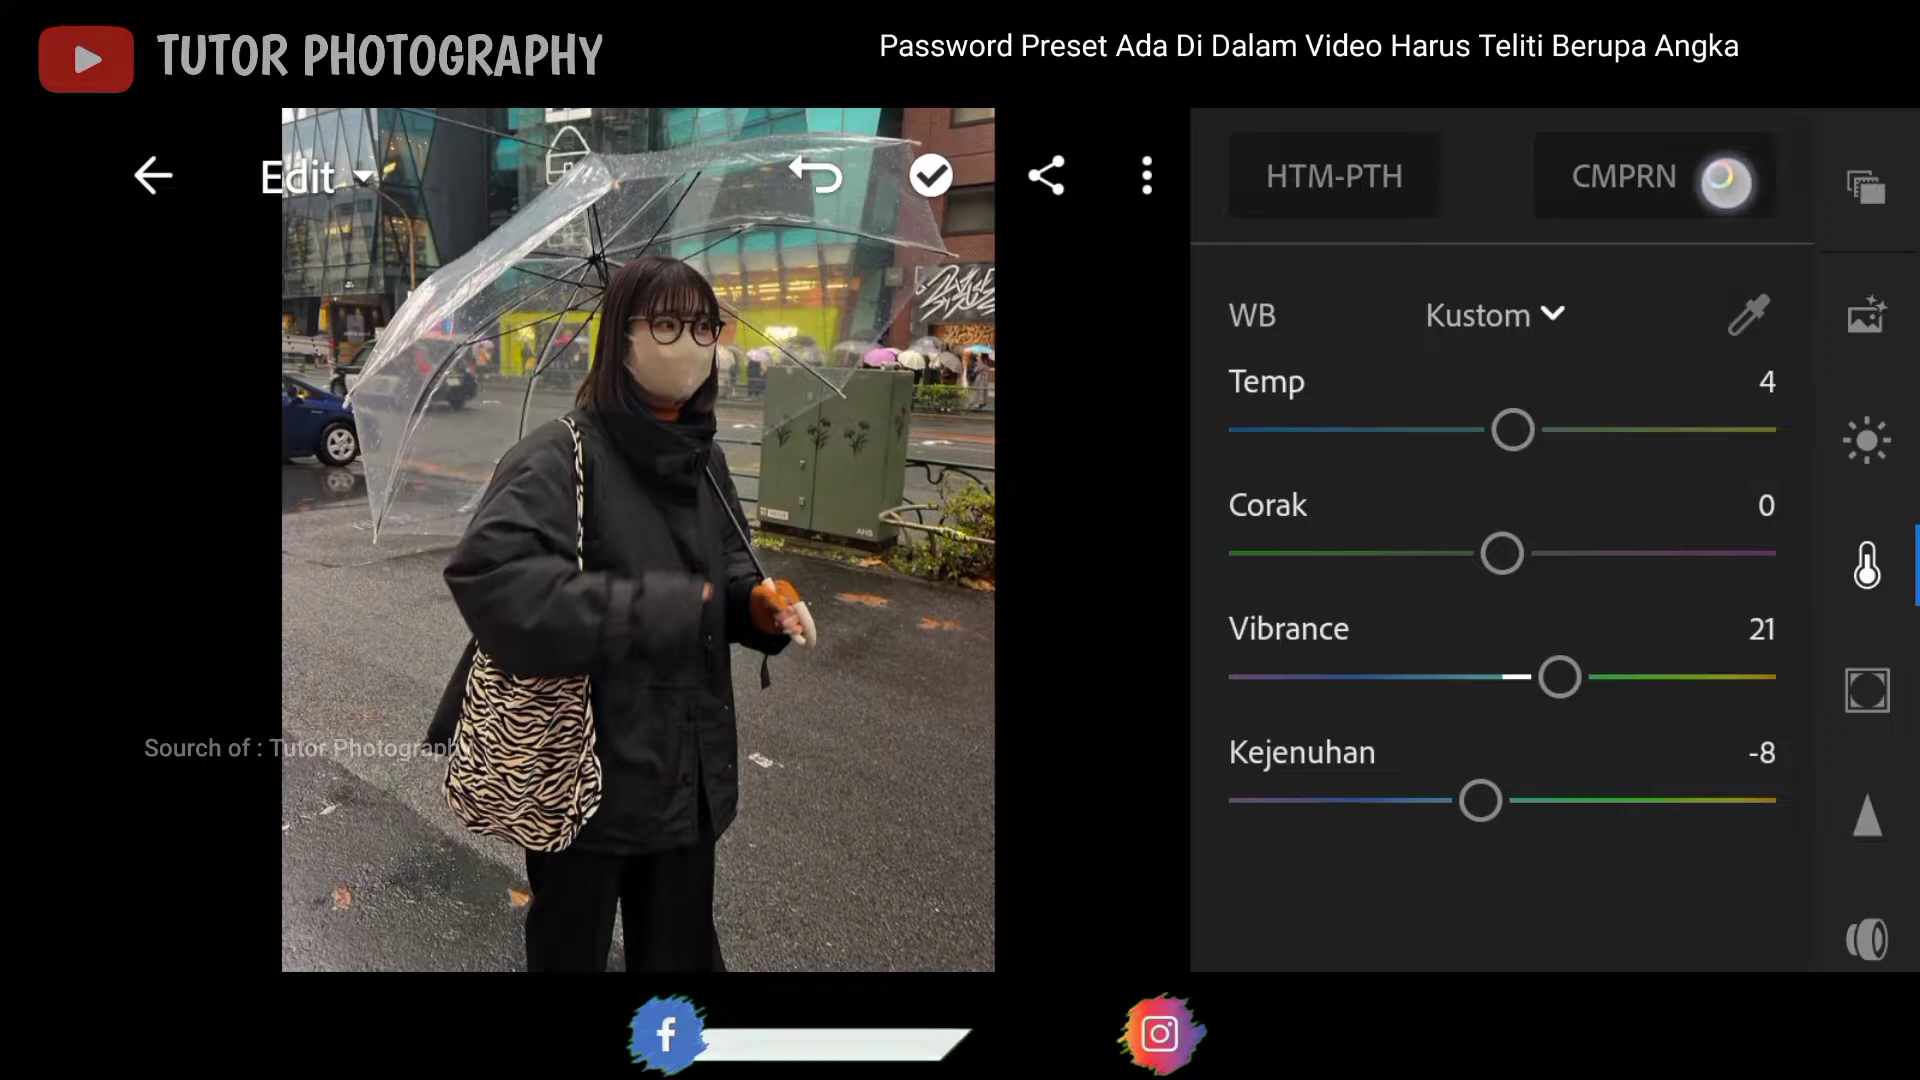 TUTOR PHOTOGRAPHY
Password Preset Ada Di Dalam Video Harus Teliti Berupa Angka
Edit
HTM-PTH
CMPRN
WB
Kustom
Temp
4
Corak
0
Vibrance
21
Kejenuhan
-8
Sourch of : Tutor Photography